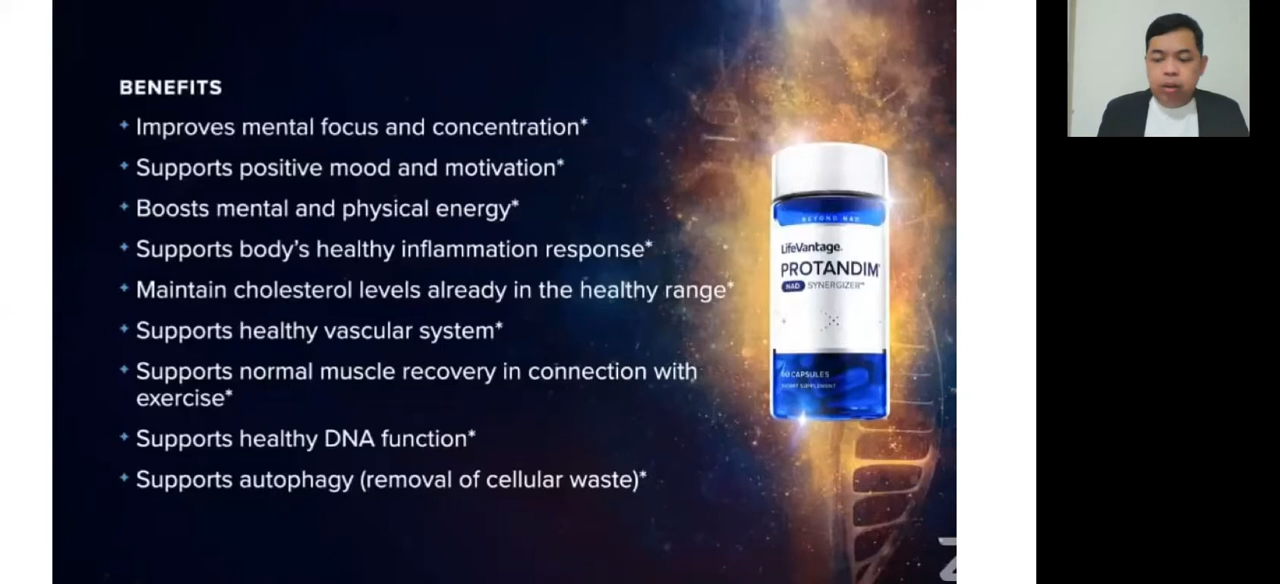 BENEFITS
Improves mental focus and concentration*
Supports positive mood and motivation*
Boosts mental and physical energy*
Supports body's healthy inflammation response*
Maintain cholesterol levels already in the healthy range*
Supports healthy vascular system*
Supports normal muscle recovery in connection with
exercise*
Supports healthy DNA function*
Supports autophagy (removal of cellular waste)*
BEYOND NAD
LifeVantage.
PROTANDIM
NAD SYNERGIZER™
CAPSULES
DIETARY SUPPLEMENT